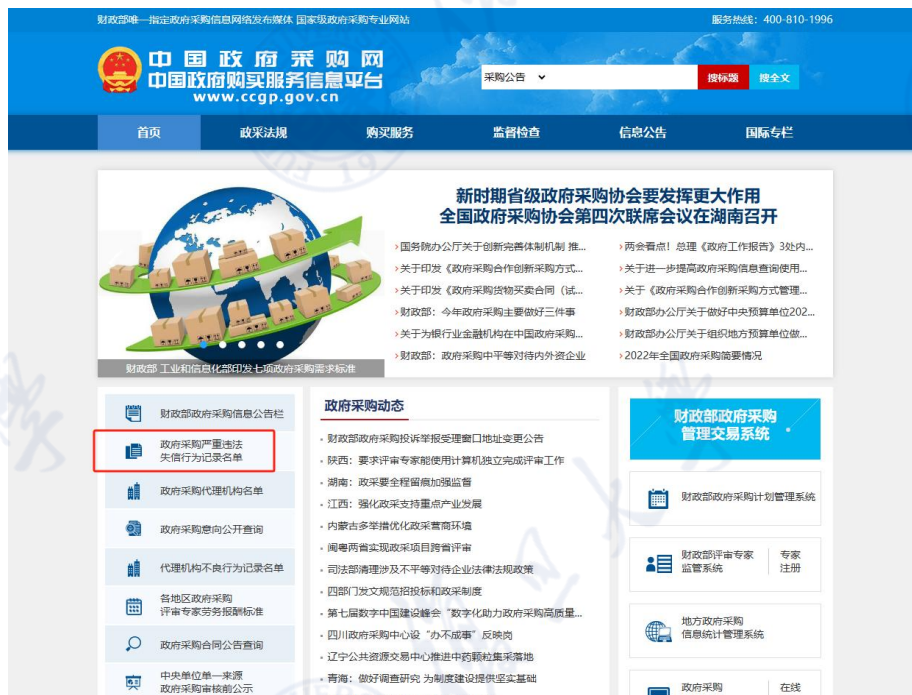 财政部唯一指定政府采购信息网络发布媒体 国家级政府采购专业网站
服务热线：400-810-1996
中国政府采购网
中国政府购买服务信息平台
www.ccgp.gov.cn
采购公告
搜标题
搜全文
首页
政采法规
购买服务
监督检查
信息公告
国际专栏
新时期省级政府采购协会要发挥更大作用
全国政府采购协会第四次联席会议在湖南召开
国务院办公厅关于创新完善体制机制 推...
关于印发《政府采购合作创新采购方式...
关于印发《政府采购货物买卖合同（试...
财政部：今年政府采购主要做好三件事
关于为银行业金融机构在中国政府采购...
财政部：政府采购中平等对待内外资企业
两会看点！总理《政府工作报告》3处内...
关于进一步提高政府采购信息查询使用...
关于《政府采购合作创新采购方式管理...
财政部办公厅关于做好中央预算单位202...
财政部办公厅关于组织地方预算单位做...
2022年全国政府采购简要情况
财政部 工业和信息化部印发七项政府采购需求标准
财政部政府采购信息公告栏
政府采购严重违法
失信行为记录名单
政府采购代理机构名单
政府采购意向公开查询
代理机构不良行为记录名单
各地区政府采购
评审专家劳务报酬标准
政府采购合同公告查询
中央单位单一来源
政府采购审核前公示
政府采购动态
财政部政府采购投诉举报受理窗口地址变更公告
陕西：要求评审专家能使用计算机独立完成评审工作
湖南：政采要全程留痕加强监督
江西：强化政采支持重点产业发展
内蒙古多举措优化政采营商环境
闽粤两省实现政采项目跨省评审
司法部清理涉及不平等对待企业法律法规政策
四部门发文规范招投标和政采制度
第七届数字中国建设峰会“数字化助力政府采购高质量...
四川政府采购中心设“办不成事”反映岗
辽宁公共资源交易中心推进中药颗粒集采落地
青海：做好调查研究 为制度建设提供坚实基础
财政部政府采购
管理交易系统
财政部政府采购计划管理系统
财政部评审专家
监管系统
专家
注册
地方政府采购
信息统计管理系统
政府采购
在线